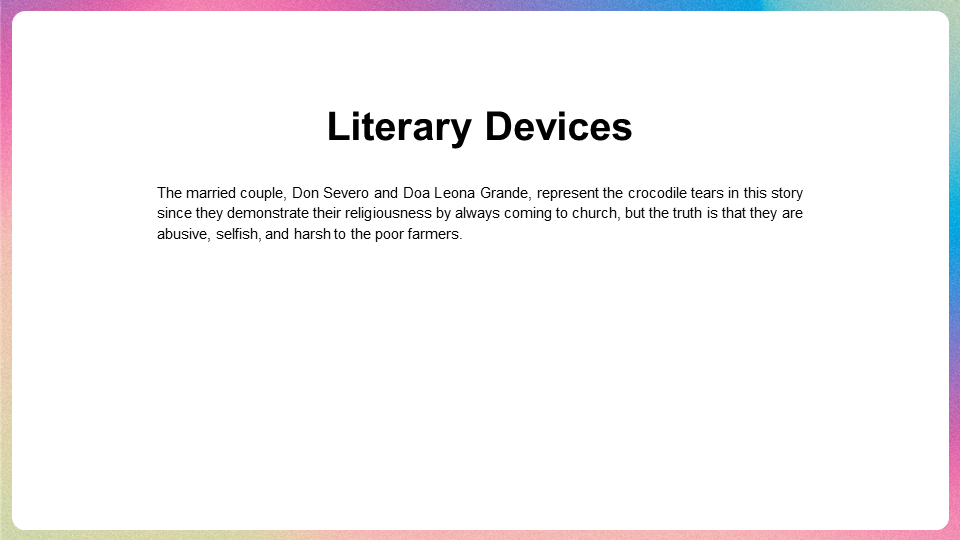 Literary Devices
The married couple, Don Severo and Doa Leona Grande, represent the crocodile tears in this story
since they demonstrate their religiousness by always coming to church, but the truth is that they are
abusive, selfish, and harsh to the poor farmers.